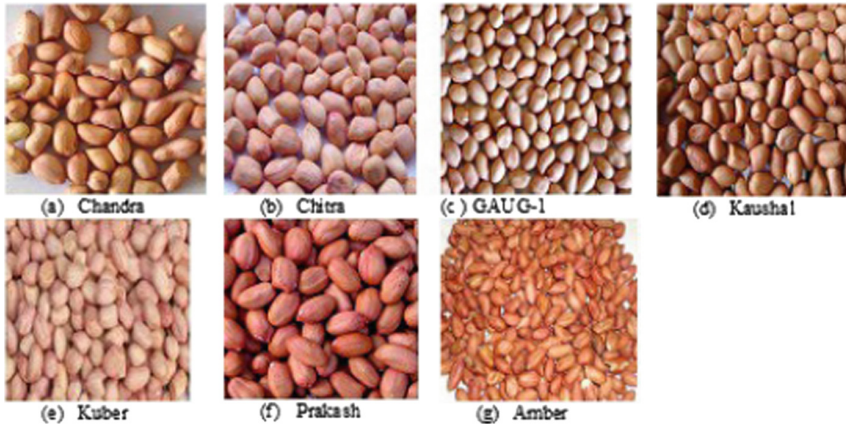 (a) Chandra
(b) Chitra
(c) GAUG-1
(d) Kaushal
(e) Kuber
(f) Prakash
(g) Amber